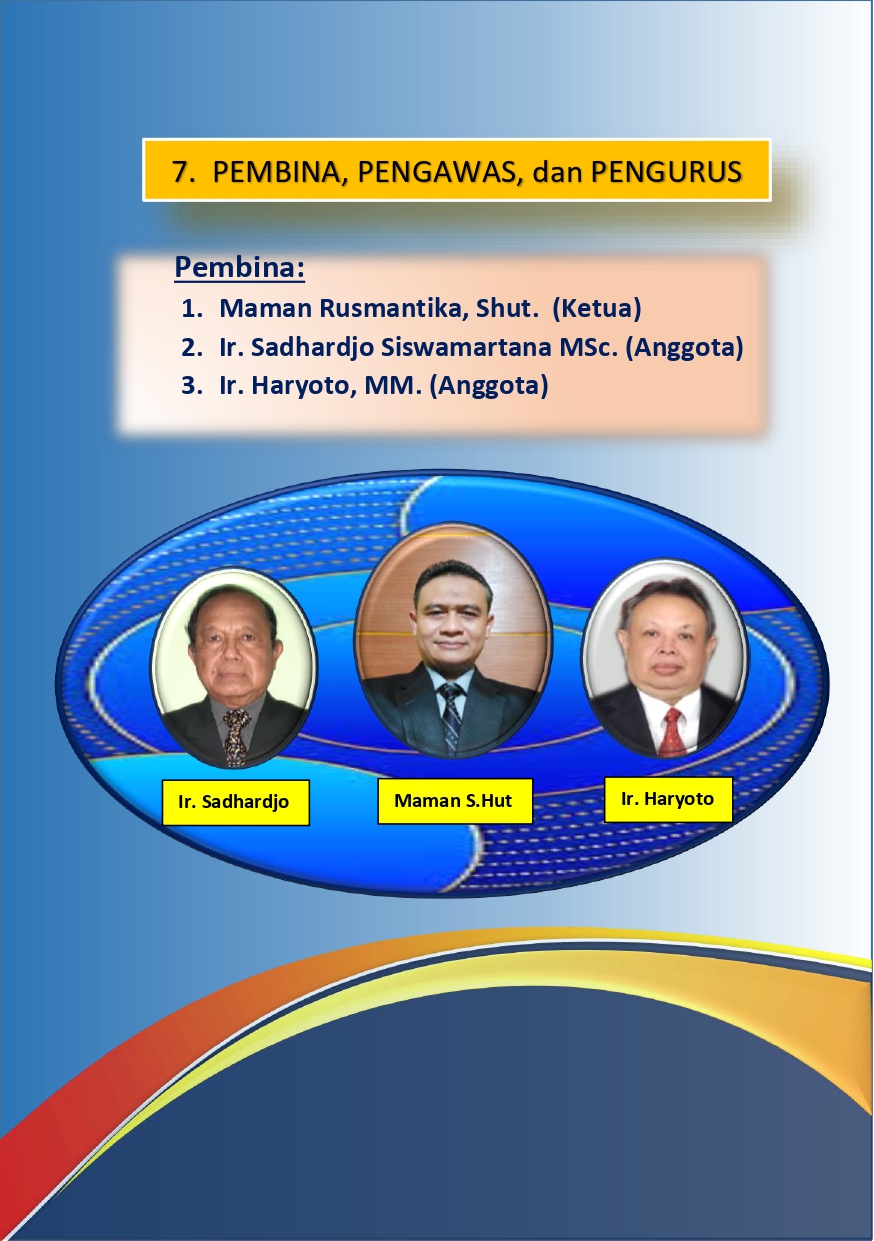 7. PEMBINA, PENGAWAS, dan PENGURUS
Pembina:
1. Maman Rusmantika, Shut. (Ketua)
2. Ir. Sadhardjo Siswamartana MSc. (Anggota)
3. Ir. Haryoto, MM. (Anggota)
Ir. Sadhardjo
Maman S.Hut
Ir. Haryoto